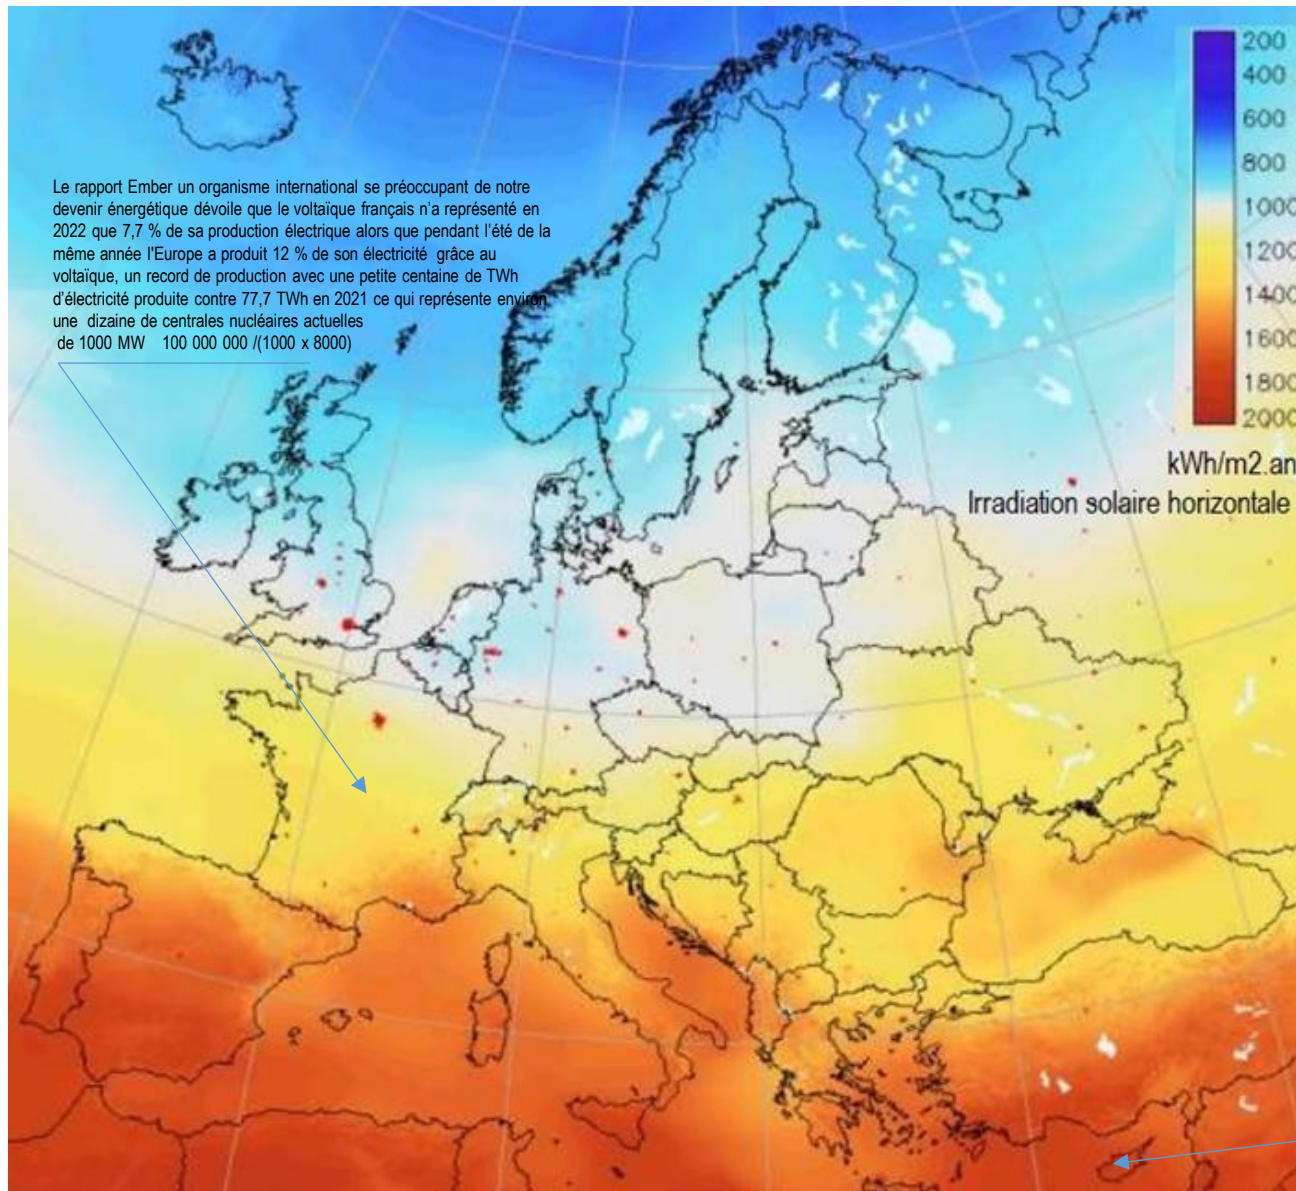 Le rapport Ember un organisme international se préoccupant de notre
devenir énergétique dévoile que le voltaïque français n'a représenté en
2022 que 7,7 % de sa production électrique alors que pendant l'été de la
même année l'Europe a produit 12 % de son électricité grâce au
voltaïque, un record de production avec une petite centaine de TWh
d'électricité produite contre 77,7 TWh en 2021 ce qui représente environ
une dizaine de centrales nucléaires actuelles
de 1000 MW 100 000 000 /(1000 x 8000)
200
400
600
800
1000
1200
1400
1600
1800
2000
kWh/m2.an
Irradiation solaire horizontale